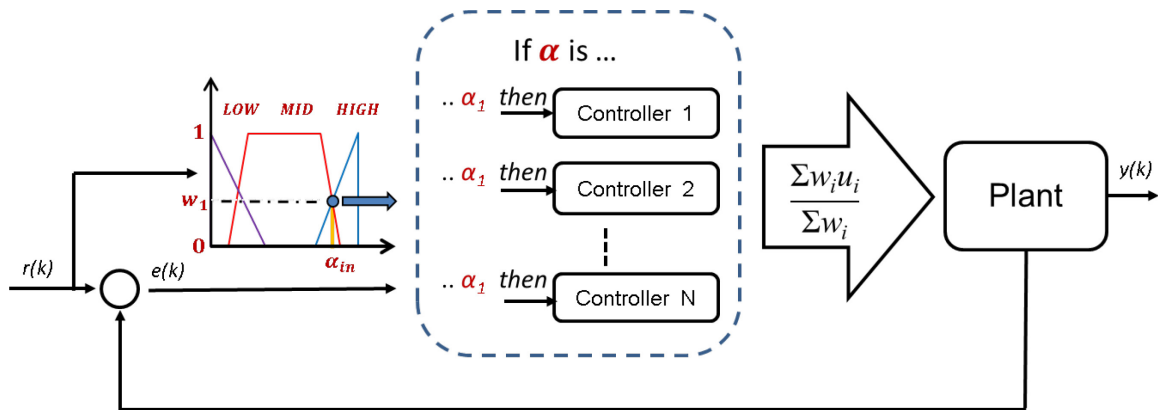 If α is ...
LOW MID HIGH
1
w₁
0
α_in
r(k)
e(k)
.. α₁ then
Controller 1
.. α₁ then
Controller 2
.. α₁ then
Controller N
Σwᵢuᵢ
Σwᵢ
Plant
y(k)